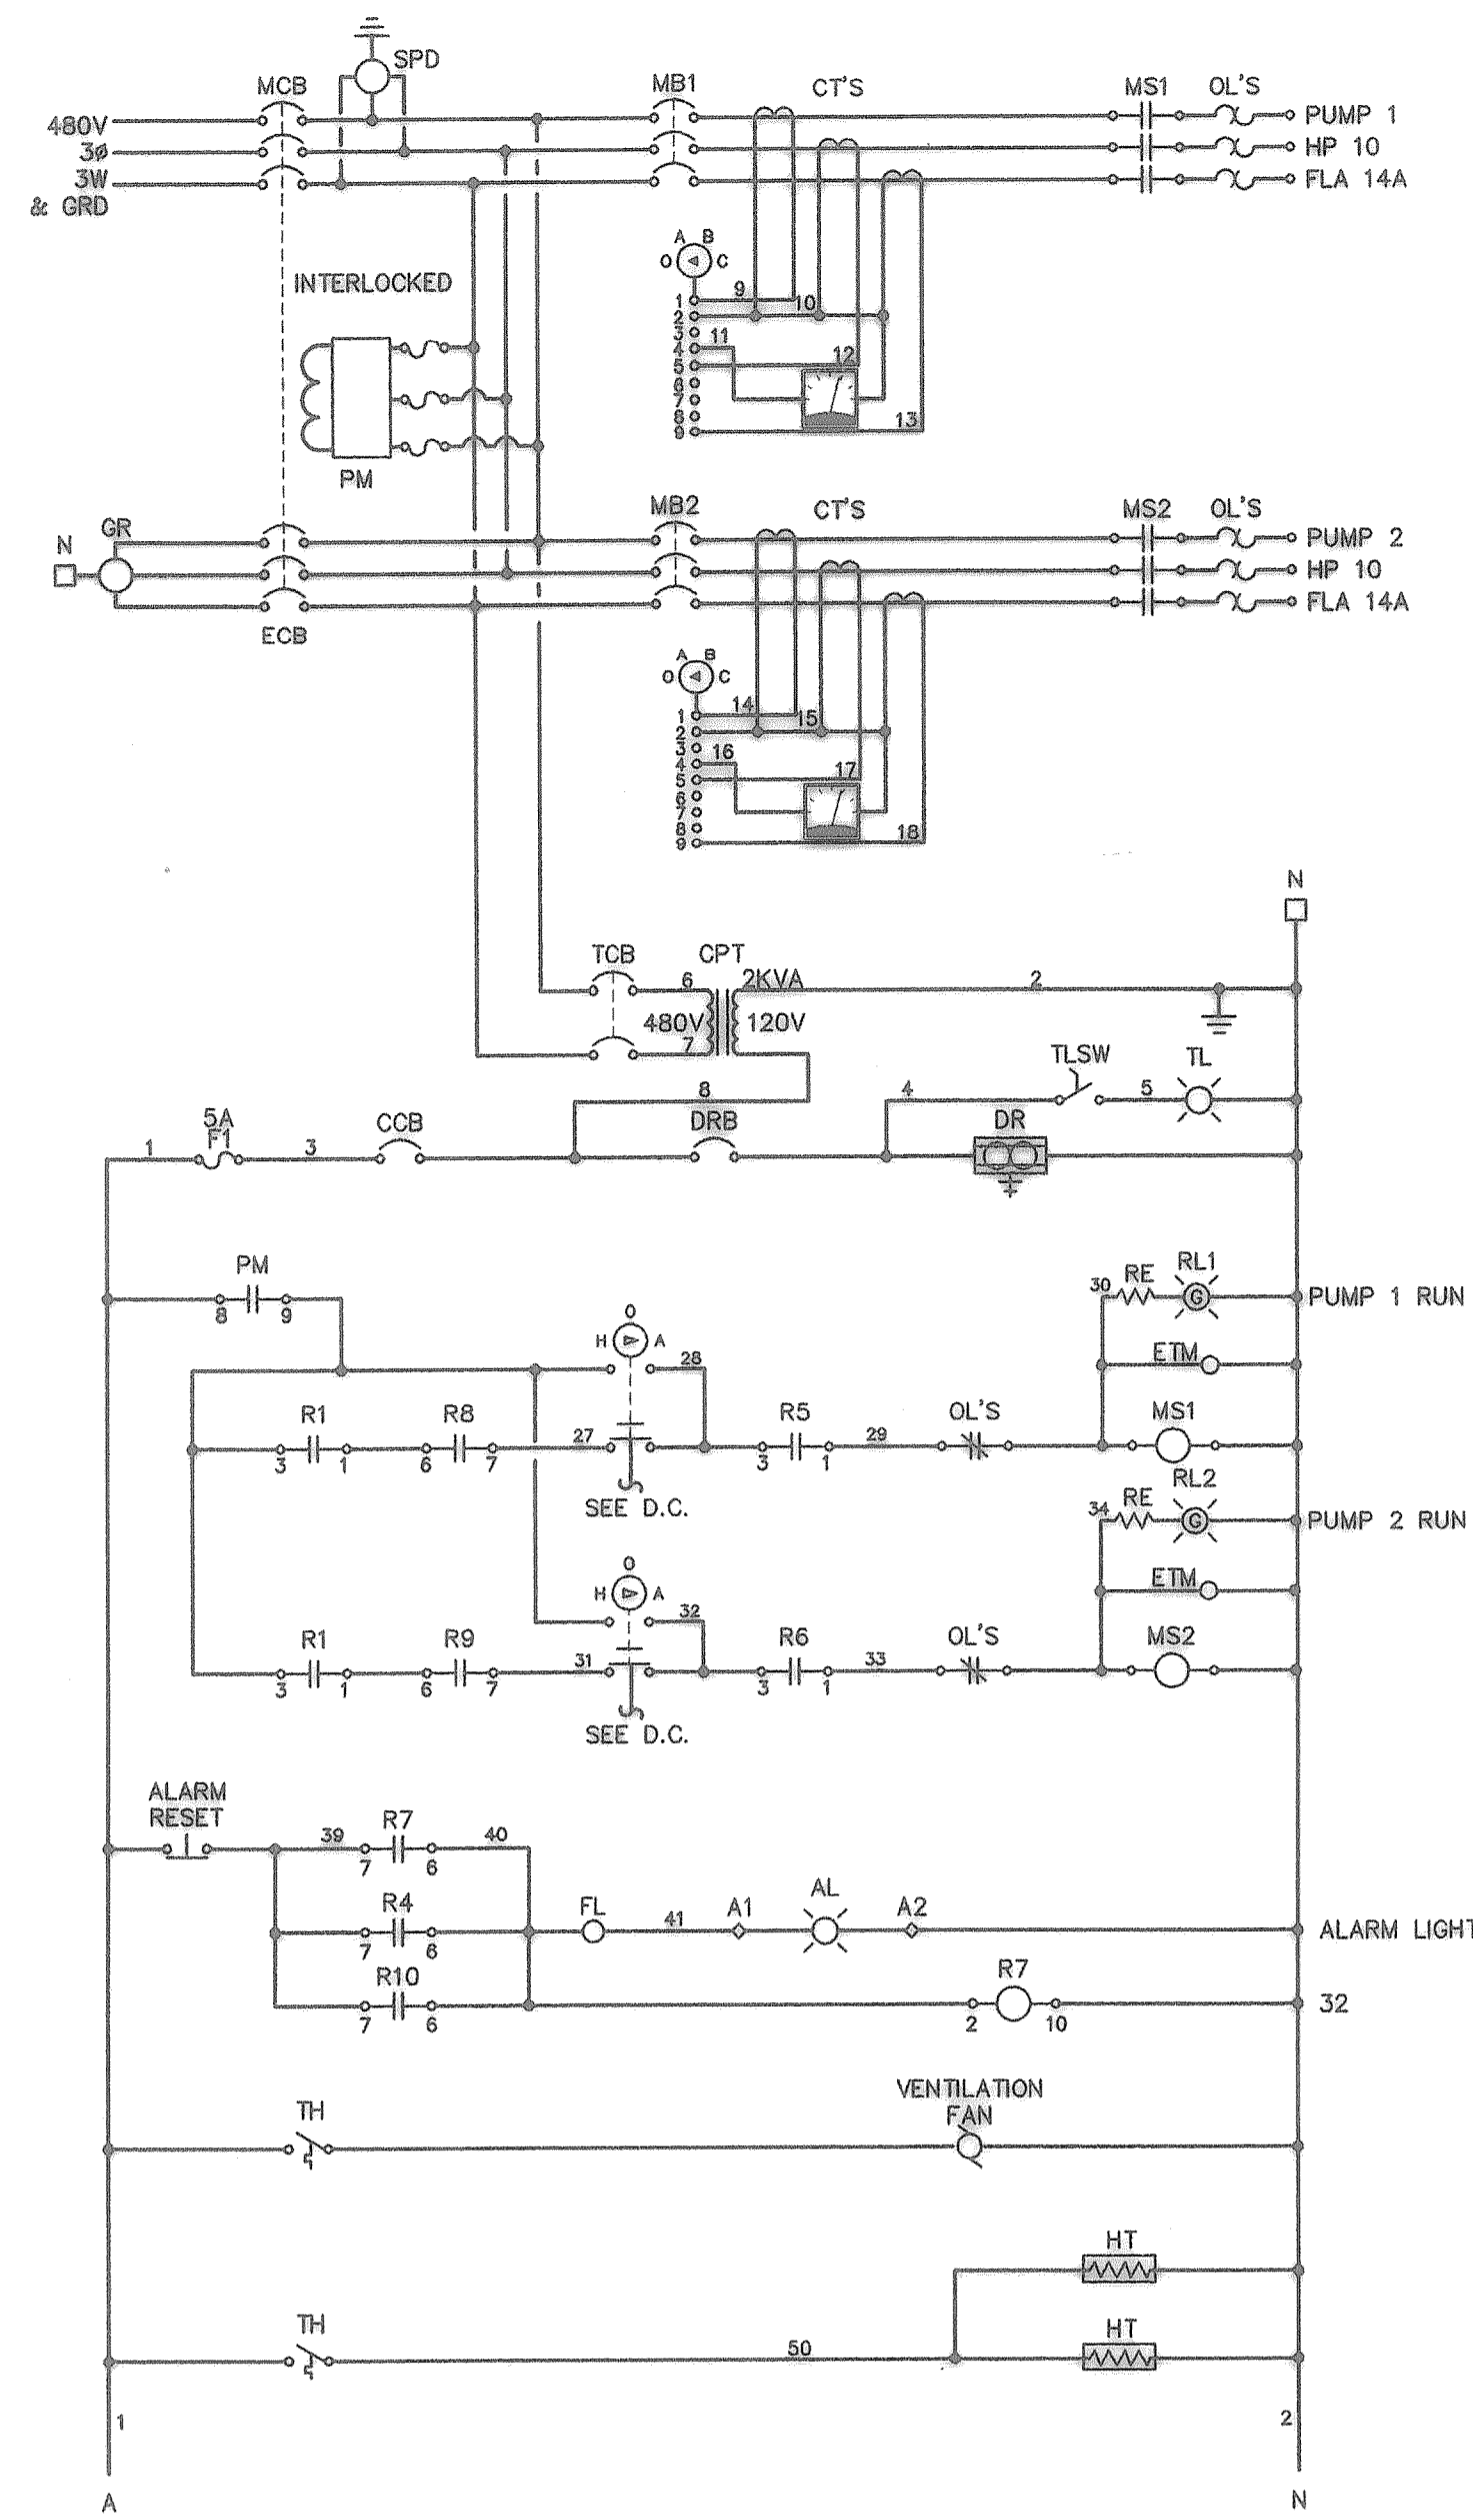 SPD
MCB
MB1
CT'S
MS1
OL'S
480V
3ø
3W
& GRD
PUMP 1
HP 10
FLA 14A
INTERLOCKED
A B
O C
1
2
3
4
5
6
7
8
9
9
10
11
12
13
PM
MB2
CT'S
MS2
OL'S
GR
N
PUMP 2
HP 10
FLA 14A
ECB
A B
O C
1
2
3
4
5
6
7
8
9
14
15
16
17
18
N
TCB
CPT
6
2KVA
2
480V
120V
7
TLSW
TL
8
4
5
5A
F1
CCB
DRB
DR
1
3
PM
8
9
RL1
30
RE
G
PUMP 1 RUN
O
H A
28
ETM
R1
R8
R5
OL'S
MS1
27
29
3
1
6
7
3
1
SEE D.C.
RL2
34
RE
G
PUMP 2 RUN
O
H A
32
ETM
R1
R9
R6
OL'S
MS2
31
33
3
1
6
7
3
1
SEE D.C.
ALARM
RESET
R7
39
40
7
6
R4
FL
41
A1
AL
A2
ALARM LIGHT
7
6
R10
R7
32
7
6
2
10
VENTILATION
FAN
TH
HT
TH
HT
50
1
2
A
N